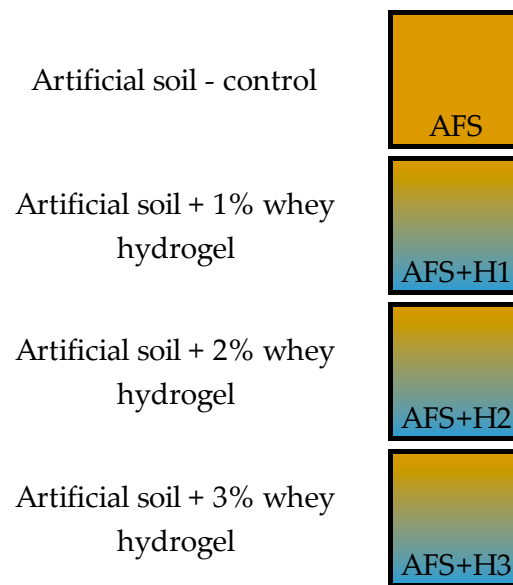 Artificial soil - control
AFS
Artificial soil + 1% whey
hydrogel
AFS+H1
Artificial soil + 2% whey
hydrogel
AFS+H2
Artificial soil + 3% whey
hydrogel
AFS+H3